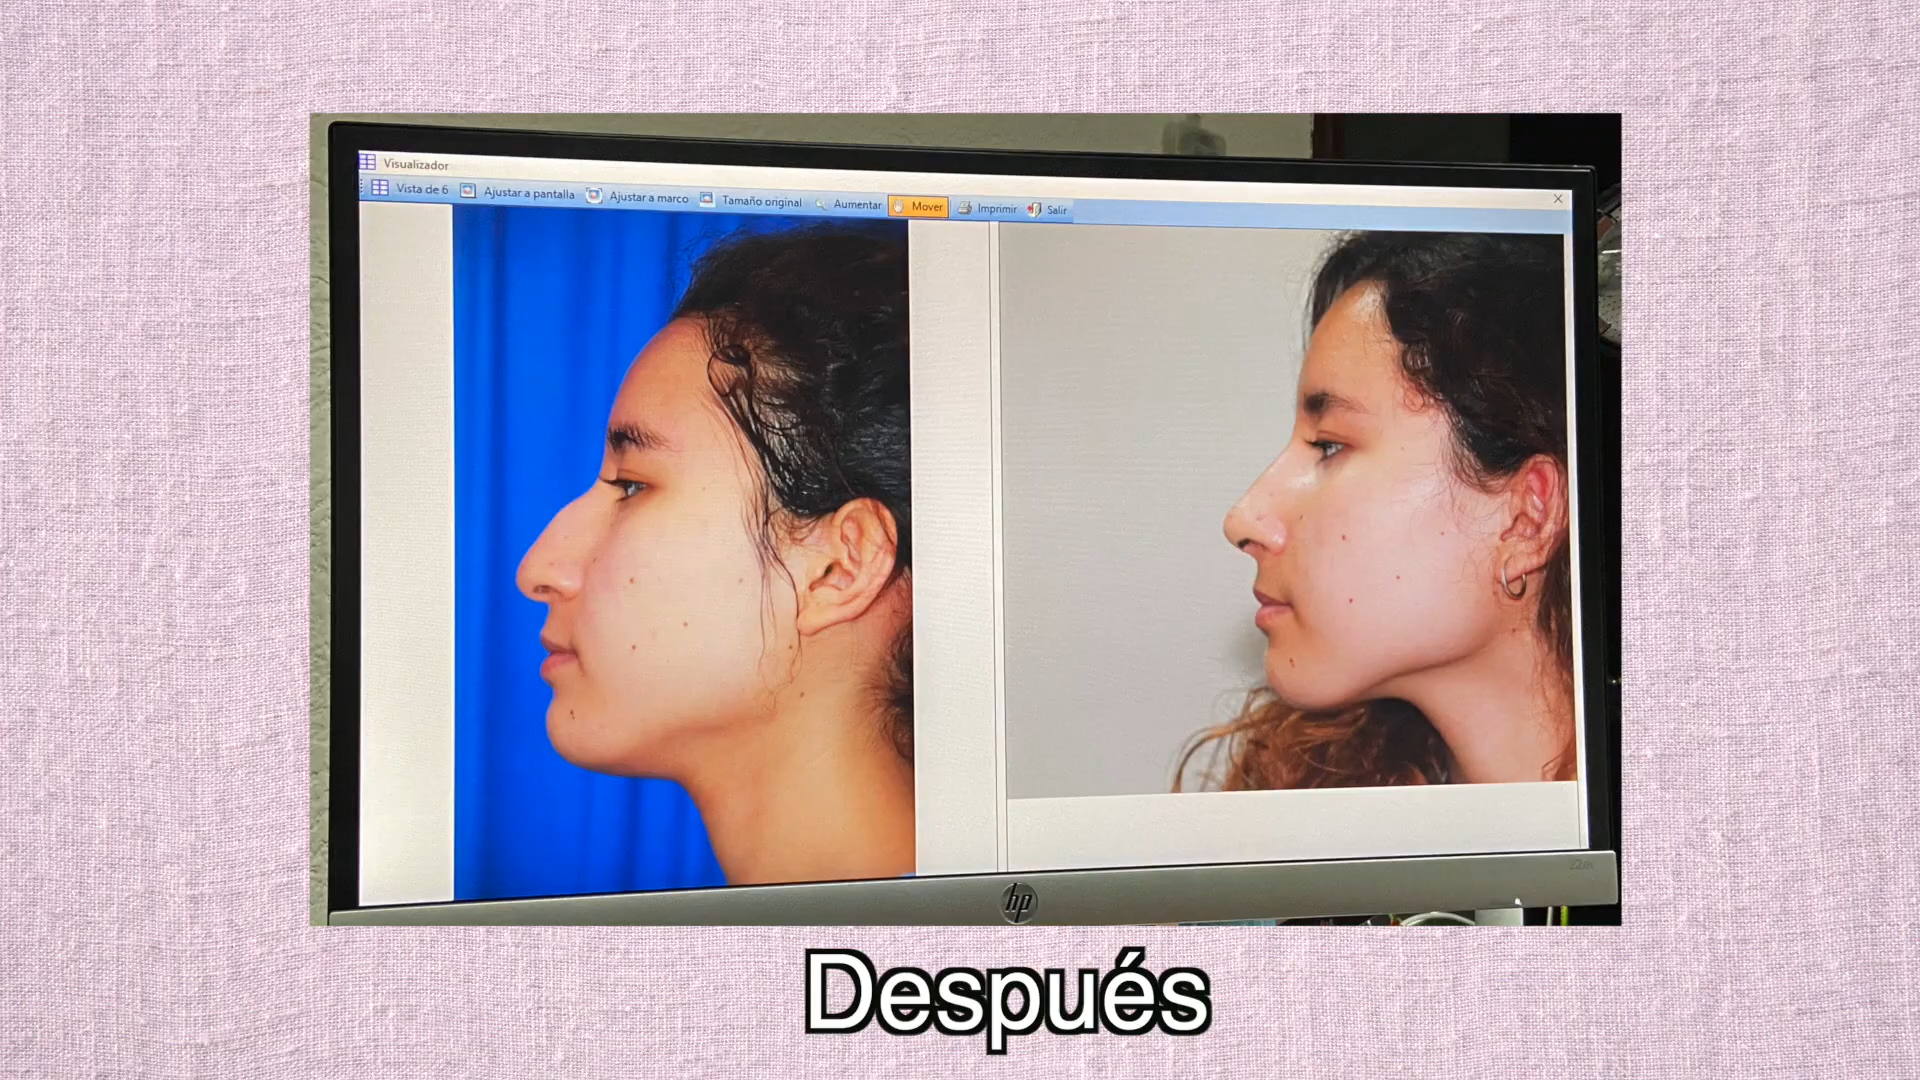 Visualizador
Vista de 6 Ajustar a pantalla Ajustar a marco Tamaño original Aumentar Mover Imprimir Salir
hp
Después